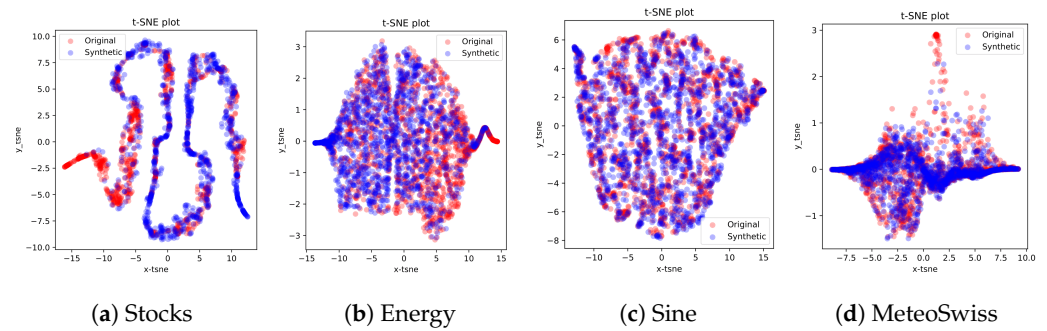 t-SNE plot
Original
Synthetic
10.0
7.5
5.0
2.5
0.0
−2.5
−5.0
−7.5
−10.0
y_tsne
−15 −10 −5 0 5 10
x-tsne
(a) Stocks
t-SNE plot
Original
Synthetic
3
2
1
0
−1
−2
−3
y_tsne
−15 −10 −5 0 5 10 15
x-tsne
(b) Energy
t-SNE plot
6
4
2
0
−2
−4
−6
−8
y_tsne
Original
Synthetic
−10 −5 0 5 10 15
x-tsne
(c) Sine
t-SNE plot
Original
Synthetic
3
2
1
0
−1
y_tsne
−7.5 −5.0 −2.5 0.0 2.5 5.0 7.5 10.0
x-tsne
(d) MeteoSwiss